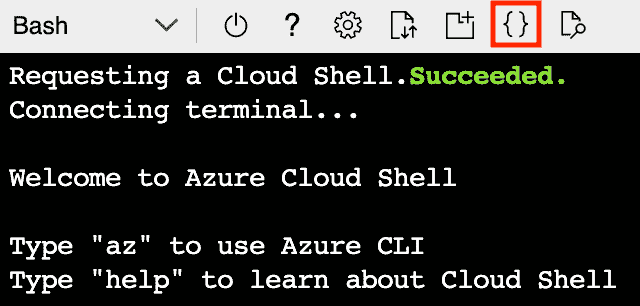 Bash
Requesting a Cloud Shell.Succeeded.
Connecting terminal...
Welcome to Azure Cloud Shell
Type "az" to use Azure CLI
Type "help" to learn about Cloud Shell